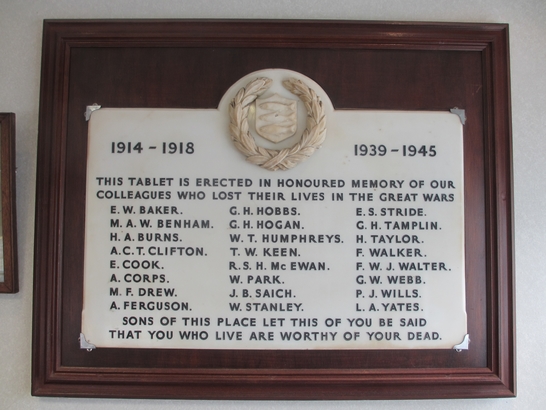 1914 - 1918 1939 - 1945
THIS TABLET IS ERECTED IN HONOURED MEMORY OF OUR
COLLEAGUES WHO LOST THEIR LIVES IN THE GREAT WARS
E. W. BAKER. G. H. HOBBS. E. S. STRIDE.
M. A. W. BENHAM. G. H. HOGAN. G. H. TAMPLIN.
H. A. BURNS. W. T. HUMPHREYS. H. TAYLOR.
A. C. T. CLIFTON. T. W. KEEN. F. WALKER.
E. COOK. R. S. H. Mc EWAN. F. W. J. WALTER.
A. CORPS. W. PARK. G. W. WEBB.
M. F. DREW. J. B. SAICH. P. J. WILLS.
A. FERGUSON. W. STANLEY. L. A. YATES.
SONS OF THIS PLACE LET THIS OF YOU BE SAID
THAT YOU WHO LIVE ARE WORTHY OF YOUR DEAD.